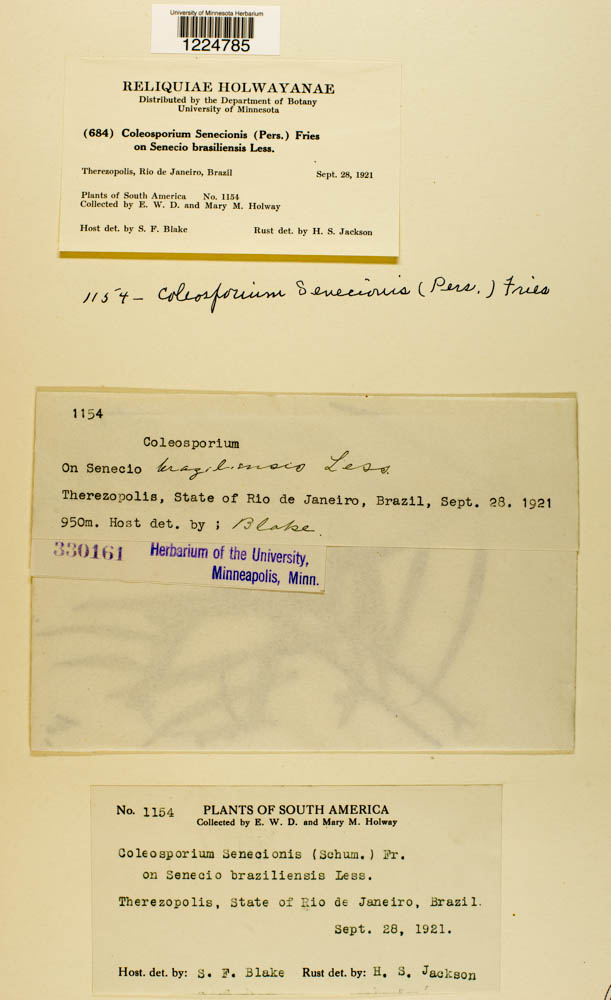 University of Minnesota Herbarium
1224785
RELIQUIAE HOLWAYANAE
Distributed by the Department of Botany
University of Minnesota
(684) Coleosporium Senecionis (Pers.) Fries
on Senecio brasiliensis Less.
Therezopolis, Rio de Janeiro, Brazil Sept. 28, 1921
Plants of South America No. 1154
Collected by E. W. D. and Mary M. Holway
Host det. by S. F. Blake Rust det. by H. S. Jackson
1154 - Coleosporium Senecionis (Pers.) Fries
1154
Coleosporium
On Senecio braziliensis Less.
Therezopolis, State of Rio de Janeiro, Brazil, Sept. 28. 1921
950m. Host det. by ; Blake.
330161 Herbarium of the University,
Minneapolis, Minn.
No. 1154 PLANTS OF SOUTH AMERICA
Collected by E. W. D. and Mary M. Holway
Coleosporium Senecionis (Schum.) Fr.
on Senecio braziliensis Less.
Therezopolis, State of Rio de Janeiro, Brazil.
Sept. 28, 1921.
Host. det. by: S. F. Blake Rust det. by: H. S. Jackson